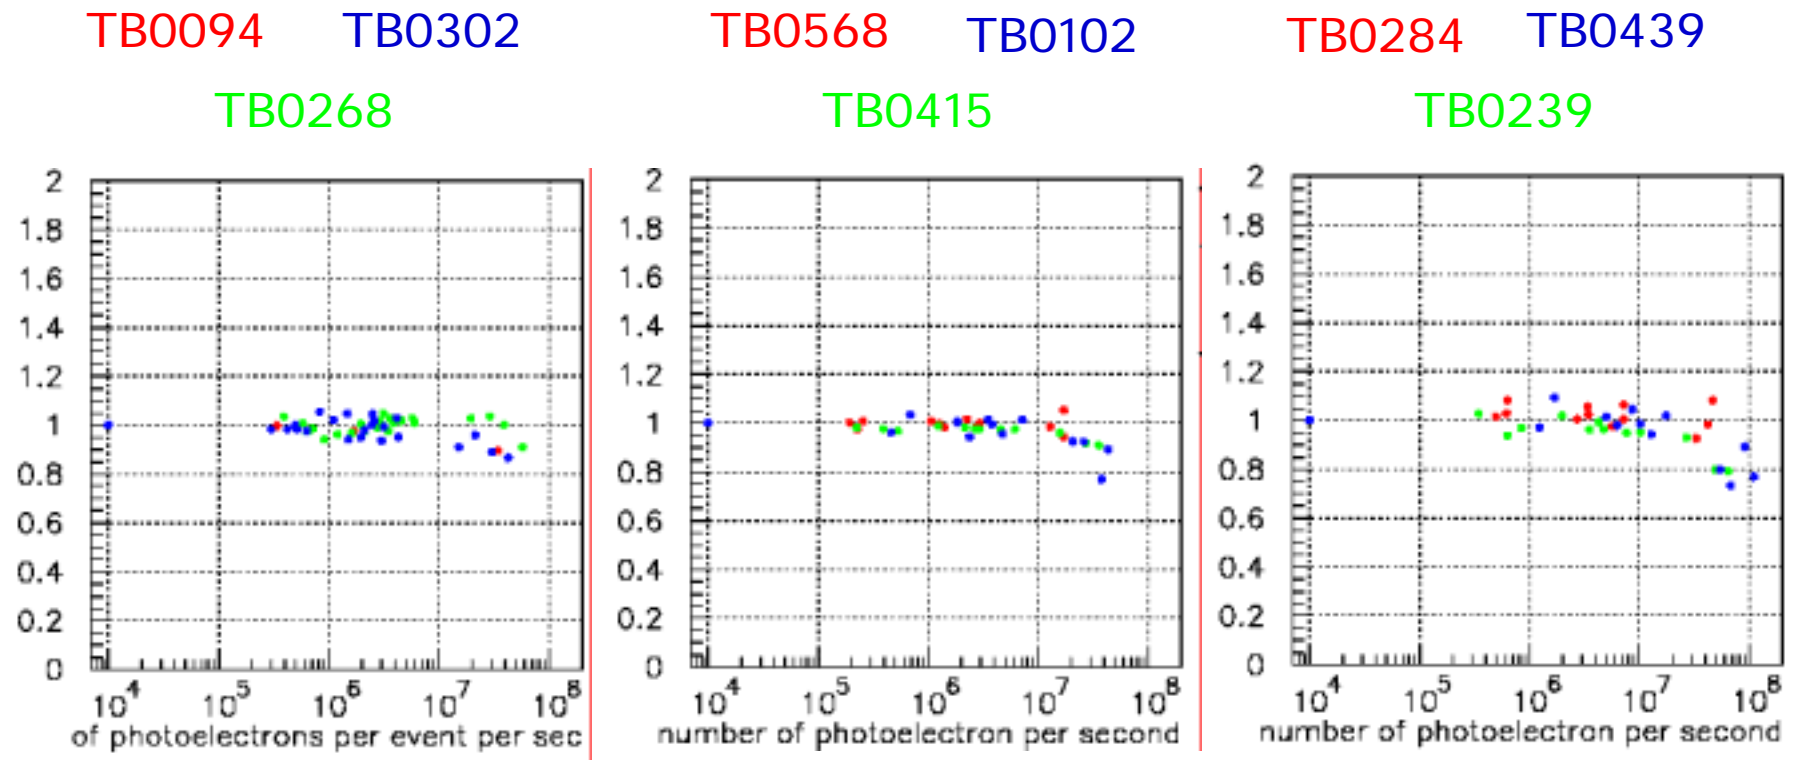 TB0094 TB0302 TB0568 TB0102 TB0284 TB0439
TB0268 TB0415 TB0239
2 2 2
1.8 1.8 1.8
1.6 1.6 1.6
1.4 1.4 1.4
1.2 1.2 1.2
1 1 1
0.8 0.8 0.8
0.6 0.6 0.6
0.4 0.4 0.4
0.2 0.2 0.2
0 0 0
10^4 10^5 10^6 10^7 10^8 10^4 10^5 10^6 10^7 10^8 10^4 10^5 10^6 10^7 10^8
of photoelectrons per event per sec number of photoelectron per second number of photoelectron per second